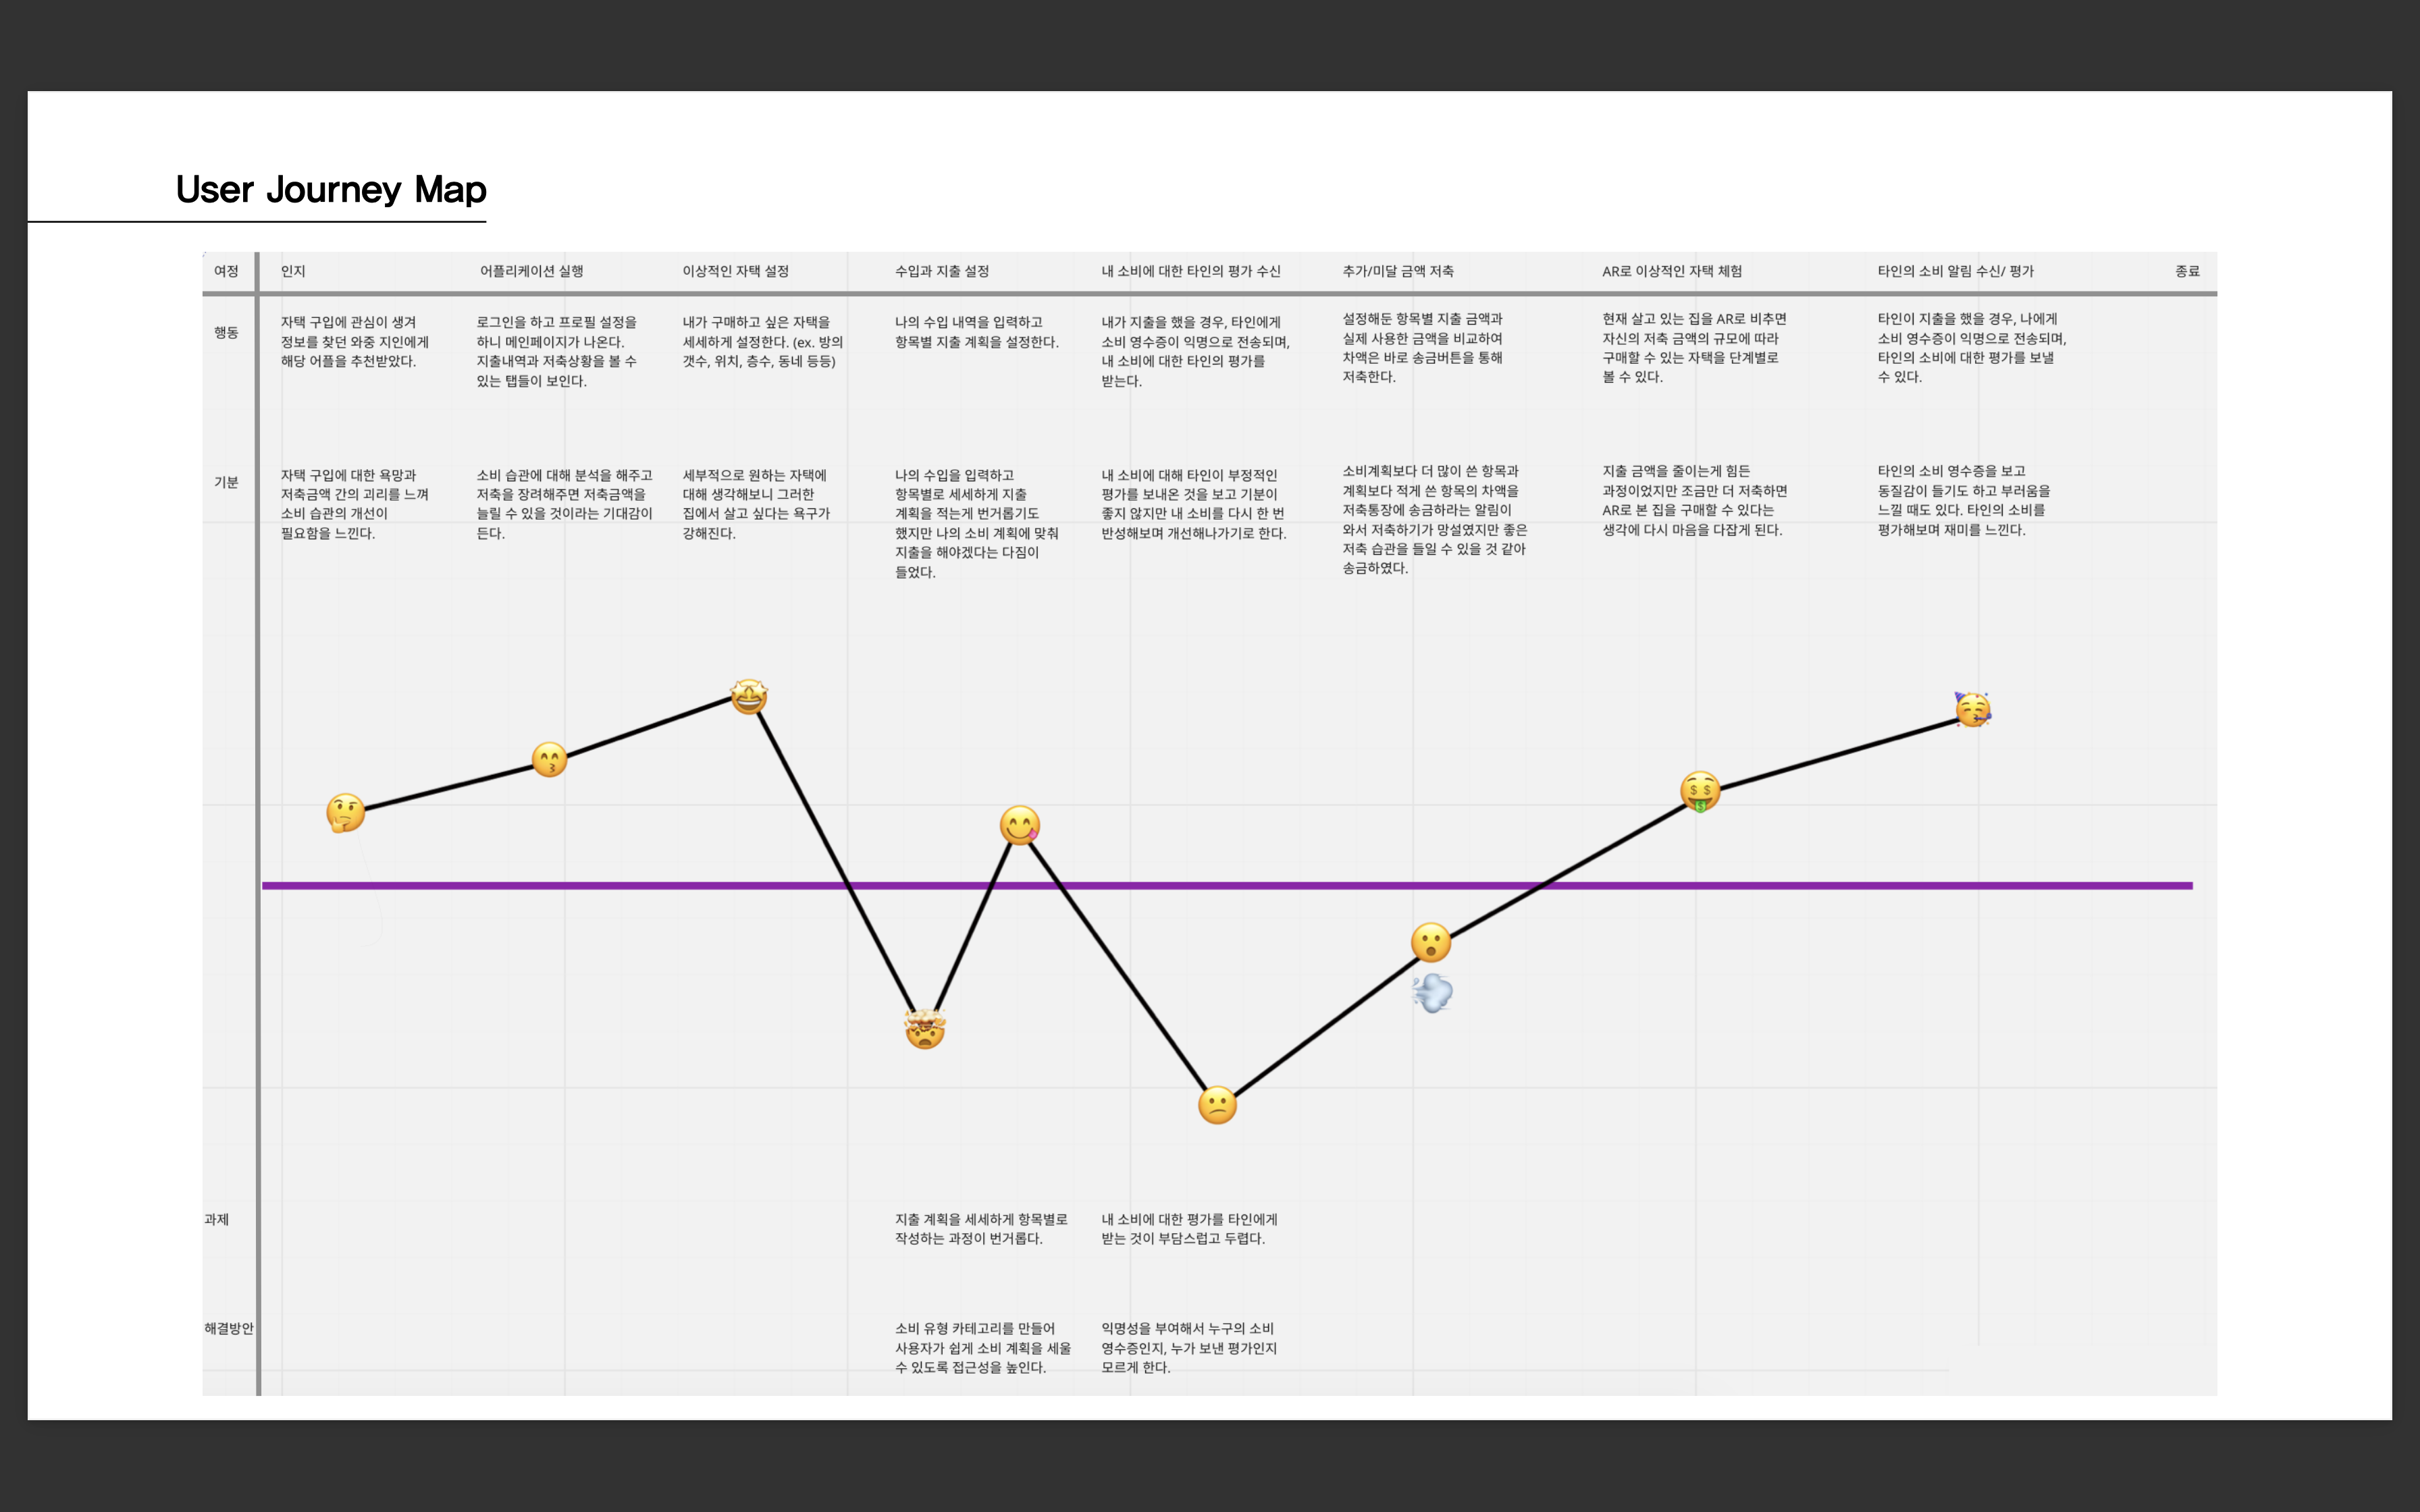 User Journey Map
여정
인지
어플리케이션 실행
이상적인 자택 설정
수입과 지출 설정
내 소비에 대한 타인의 평가 수신
추가/미달 금액 저축
AR로 이상적인 자택 체험
타인의 소비 알림 수신/ 평가
종료
행동
자택 구입에 관심이 생겨
정보를 찾던 와중 지인에게
해당 어플을 추천받았다.
로그인을 하고 프로필 설정을
하니 메인페이지가 나온다.
지출내역과 저축상황을 볼 수
있는 탭들이 보인다.
내가 구매하고 싶은 자택을
세세하게 설정한다. (ex. 방의
갯수, 위치, 층수, 동네 등등)
나의 수입 내역을 입력하고
항목별 지출 계획을 설정한다.
내가 지출을 했을 경우, 타인에게
소비 영수증이 익명으로 전송되며,
내 소비에 대한 타인의 평가를
받는다.
설정해둔 항목별 지출 금액과
실제 사용한 금액을 비교하여
차액은 바로 송금버튼을 통해
저축한다.
현재 살고 있는 집을 AR로 비추면
자신의 저축 금액의 규모에 따라
구매할 수 있는 자택을 단계별로
볼 수 있다.
타인이 지출을 했을 경우, 나에게
소비 영수증이 익명으로 전송되며,
타인의 소비에 대한 평가를 보낼
수 있다.
기분
자택 구입에 대한 욕망과
저축금액 간의 괴리를 느껴
소비 습관의 개선이
필요함을 느낀다.
소비 습관에 대해 분석을 해주고
저축을 장려해주면 저축금액을
늘릴 수 있을 것이라는 기대감이
든다.
세부적으로 원하는 자택에
대해 생각해보니 그러한
집에서 살고 싶다는 욕구가
강해진다.
나의 수입을 입력하고
항목별로 세세하게 지출
계획을 적는게 번거롭기도
했지만 나의 소비 계획에 맞춰
지출을 해야겠다는 다짐이
들었다.
내 소비에 대해 타인이 부정적인
평가를 보내온 것을 보고 기분이
좋지 않지만 내 소비를 다시 한 번
반성해보며 개선해나가기로 한다.
소비계획보다 더 많이 쓴 항목과
계획보다 적게 쓴 항목의 차액을
저축통장에 송금하라는 알림이
와서 저축하기가 망설였지만 좋은
저축 습관을 들일 수 있을 것 같아
송금하였다.
지출 금액을 줄이는게 힘든
과정이었지만 조금만 더 저축하면
AR로 본 집을 구매할 수 있다는
생각에 다시 마음을 다잡게 된다.
타인의 소비 영수증을 보고
동질감이 들기도 하고 부러움을
느낄 때도 있다. 타인의 소비를
평가해보며 재미를 느낀다.
과제
지출 계획을 세세하게 항목별로
작성하는 과정이 번거롭다.
내 소비에 대한 평가를 타인에게
받는 것이 부담스럽고 두렵다.
해결방안
소비 유형 카테고리를 만들어
사용자가 쉽게 소비 계획을 세울
수 있도록 접근성을 높인다.
익명성을 부여해서 누구의 소비
영수증인지, 누가 보낸 평가인지
모르게 한다.